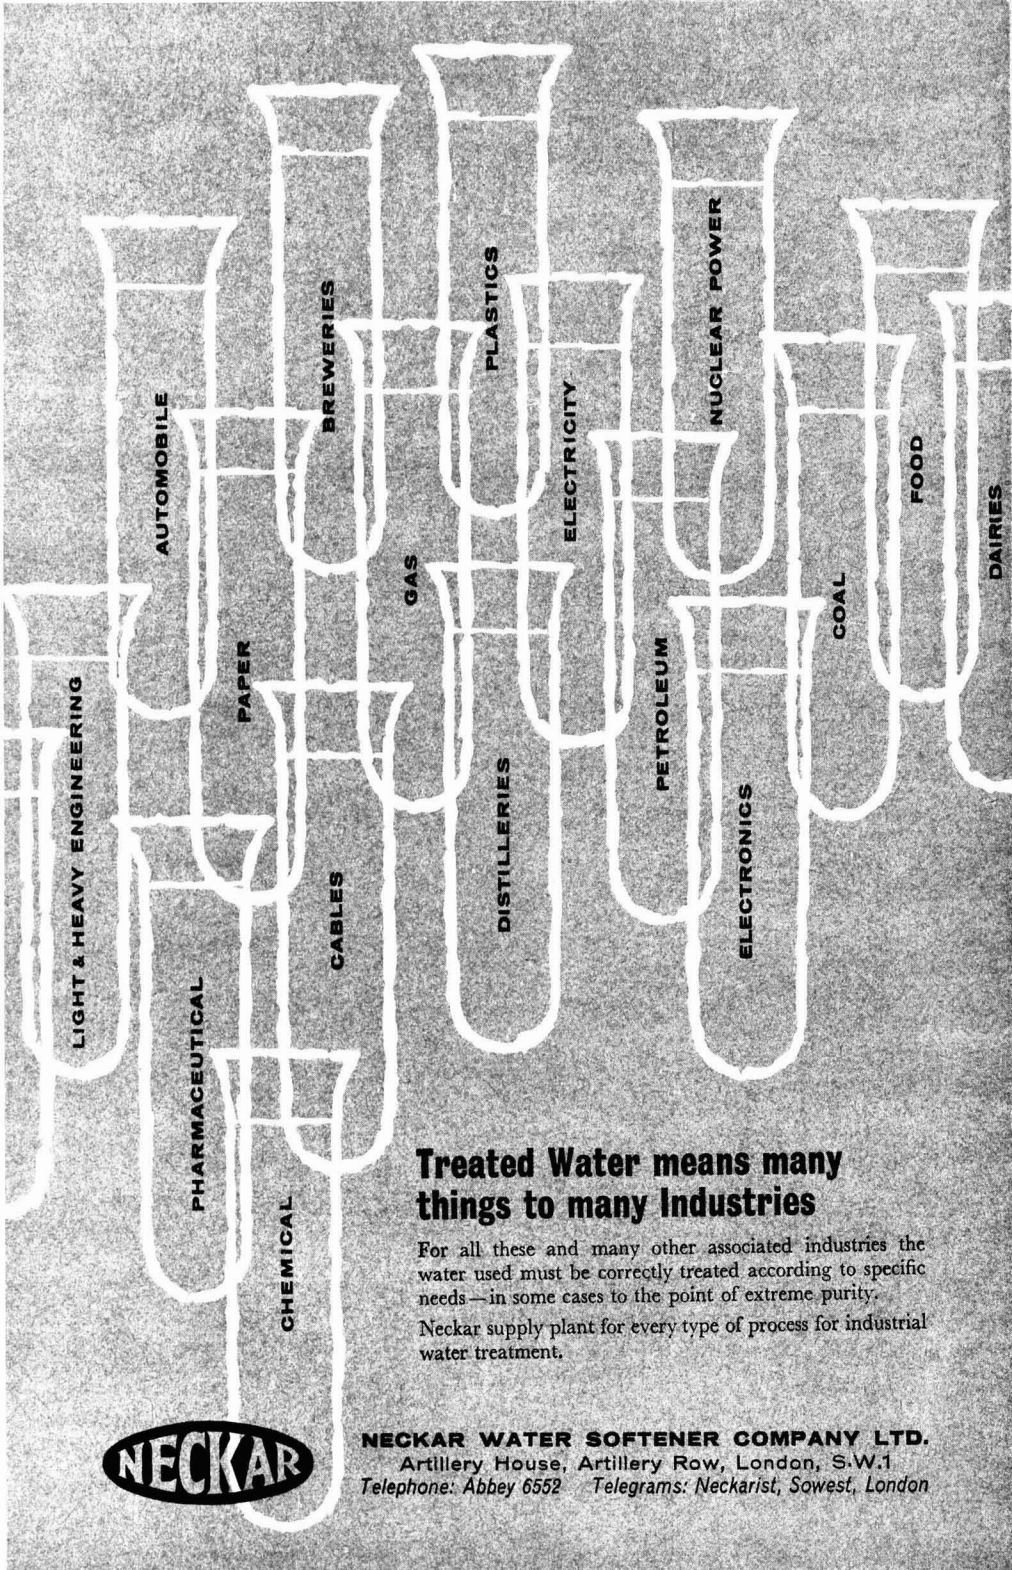 AUTOMOBILE
BREWERIES
PLASTICS
NUCLEAR POWER
ELECTRICITY
FOOD
DAIRIES
GAS
COAL
PAPER
PETROLEUM
LIGHT & HEAVY ENGINEERING
CABLES
DISTILLERIES
ELECTRONICS
PHARMACEUTICAL
CHEMICAL
Treated Water means many
things to many Industries
For all these and many other associated industries the
water used must be correctly treated according to specific
needs—in some cases to the point of extreme purity.
Neckar supply plant for every type of process for industrial
water treatment.
NECKAR
NECKAR WATER SOFTENER COMPANY LTD.
Artillery House, Artillery Row, London, S.W.1
Telephone: Abbey 6552 Telegrams: Neckarist, Sowest, London